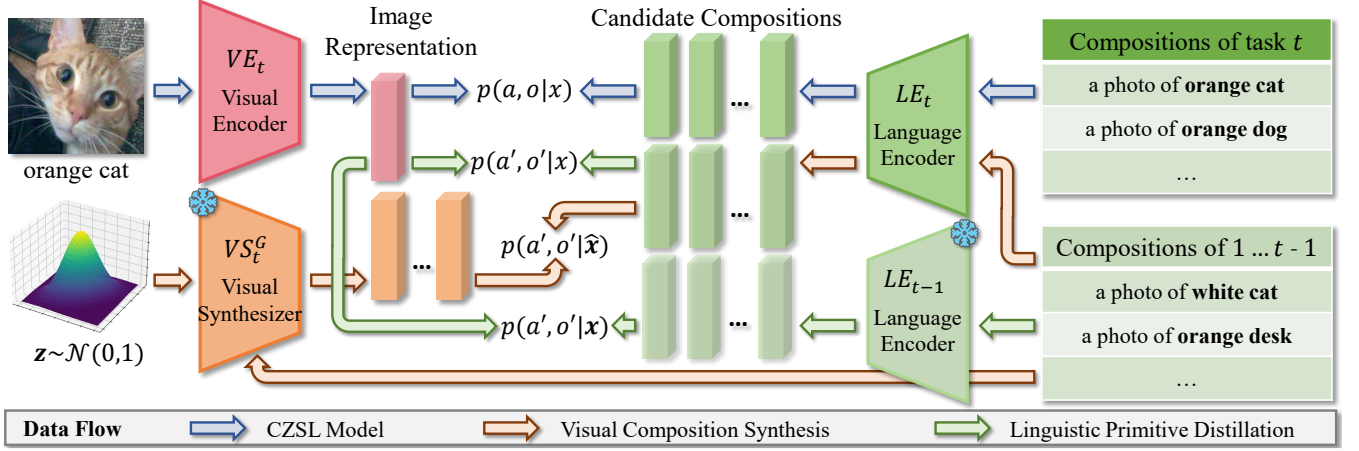 Image
Representation
Candidate Compositions
Compositions of task t
a photo of orange cat
a photo of orange dog
...
orange cat
VE_t
Visual
Encoder
p(a, o|x)
...
LE_t
Language
Encoder
p(a′, o′|x)
...
VS_t^G
Visual
Synthesizer
...
p(a′, o′|x̂)
z~𝒩(0,1)
p(a′, o′|x)
...
LE_{t−1}
Language
Encoder
Compositions of 1 ... t - 1
a photo of white cat
a photo of orange desk
...
Data Flow
CZSL Model
Visual Composition Synthesis
Linguistic Primitive Distillation